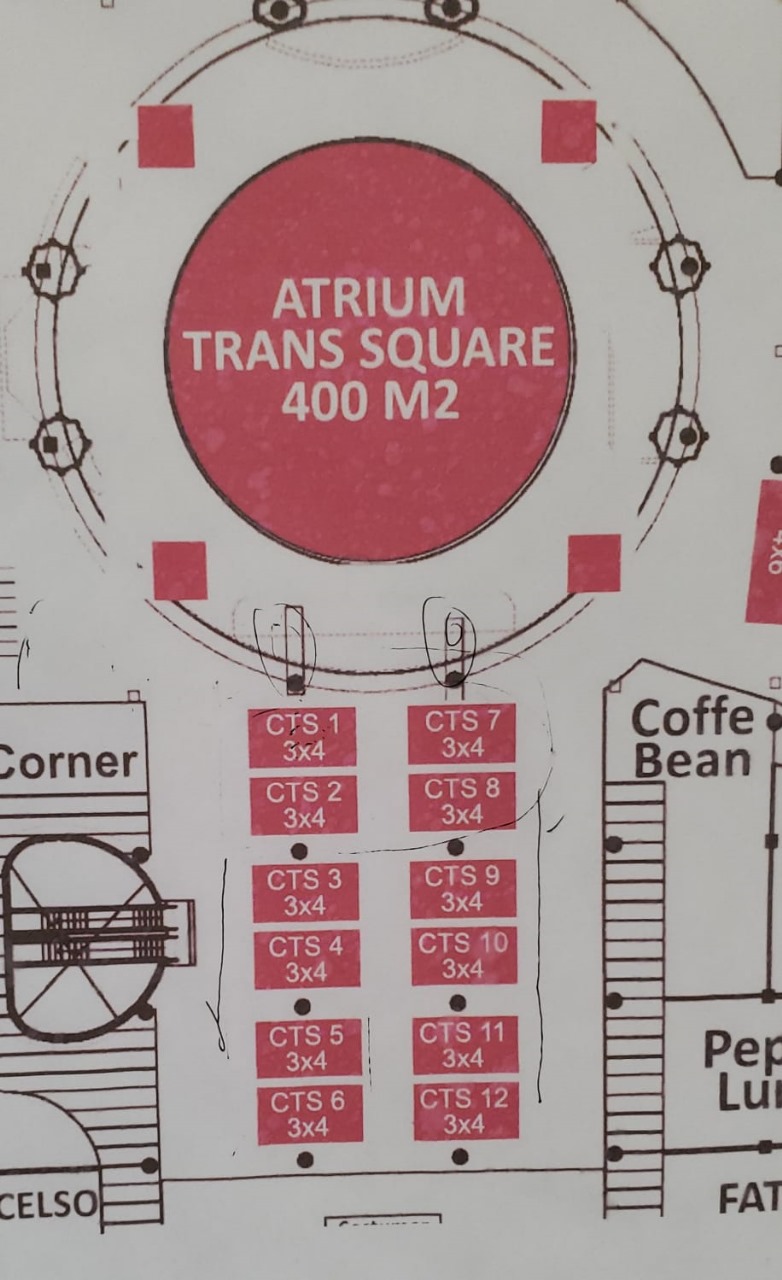 ATRIUM
TRANS SQUARE
400 M2
4x6
CTS 1
3x4
CTS 7
3x4
CTS 2
3x4
CTS 8
3x4
CTS 3
3x4
CTS 9
3x4
CTS 4
3x4
CTS 10
3x4
CTS 5
3x4
CTS 11
3x4
CTS 6
3x4
CTS 12
3x4
Corner
Coffe
Bean
Pep
Lu
CELSO
FAT